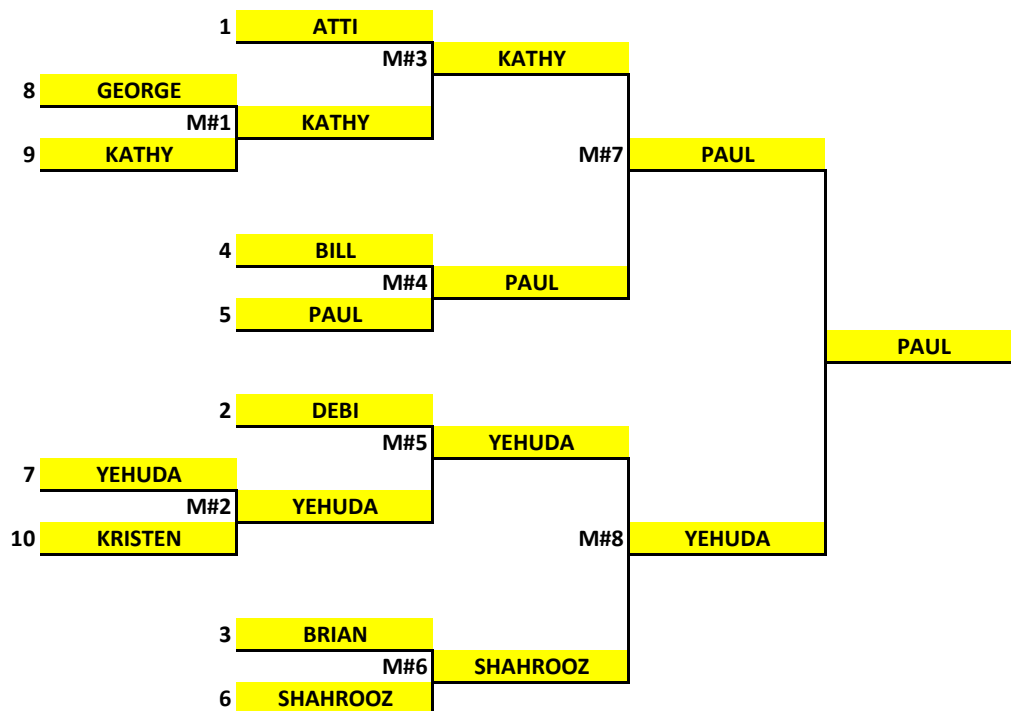 1 ATTI
M#3 KATHY
8 GEORGE
M#1 KATHY
9 KATHY
M#7 PAUL
4 BILL
M#4 PAUL
5 PAUL
PAUL
2 DEBI
M#5 YEHUDA
7 YEHUDA
M#2 YEHUDA
10 KRISTEN
M#8 YEHUDA
3 BRIAN
M#6 SHAHROOZ
6 SHAHROOZ